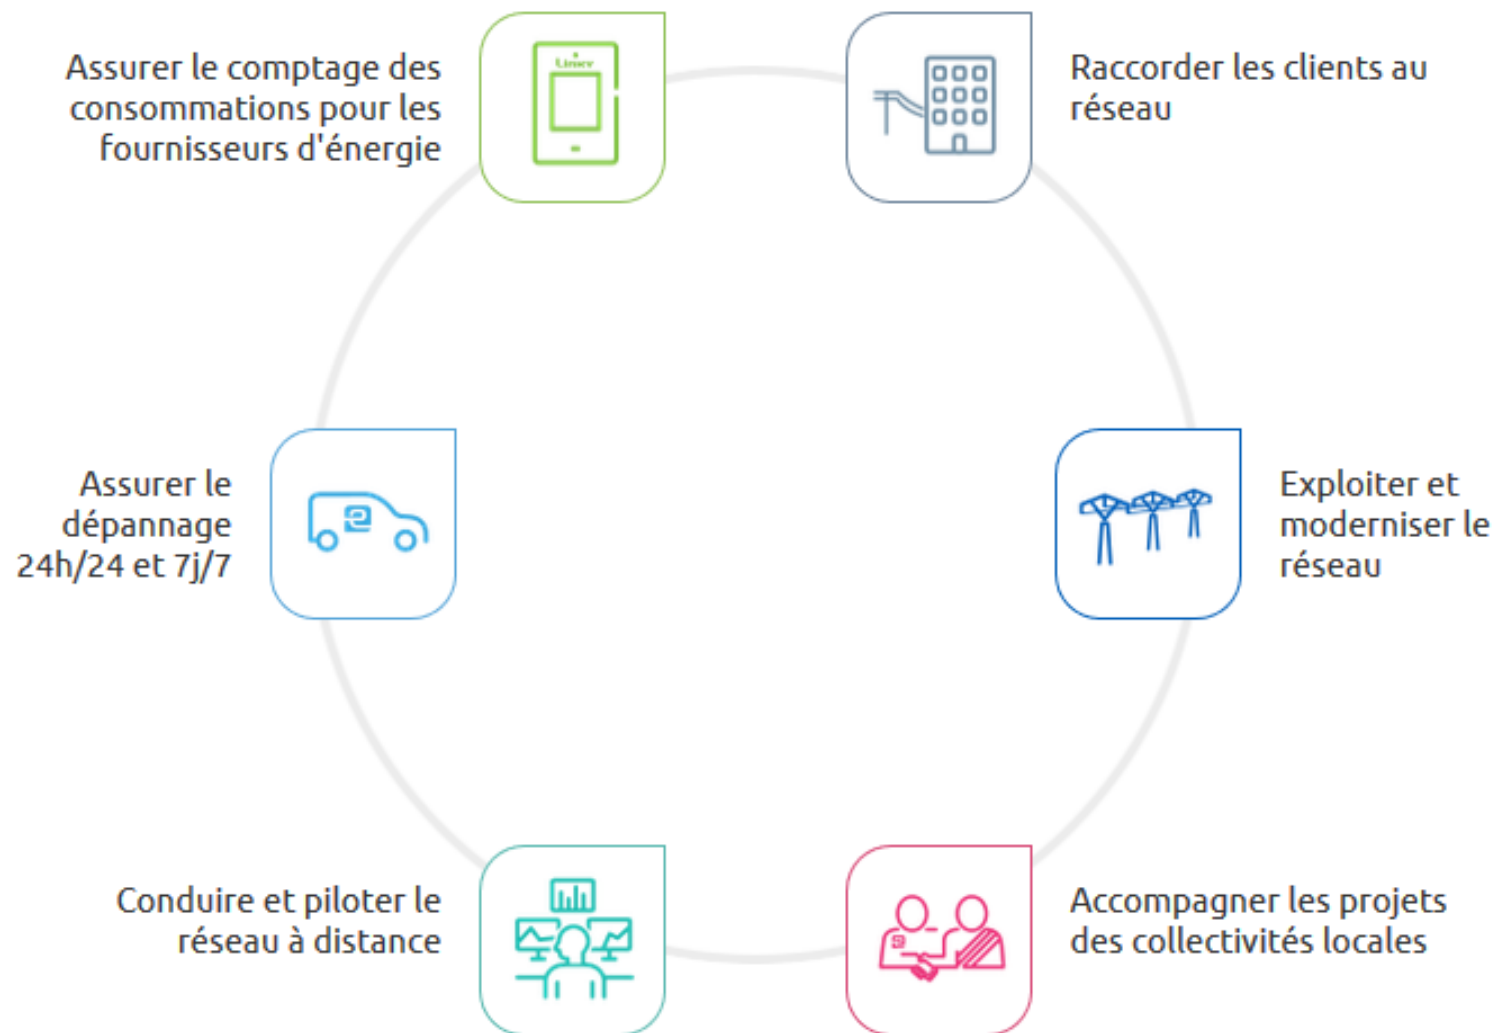 Assurer le comptage des
consommations pour les
fournisseurs d'énergie
Linky
Raccorder les clients au
réseau
Assurer le
dépannage
24h/24 et 7j/7
Exploiter et
moderniser le
réseau
Conduire et piloter le
réseau à distance
Accompagner les projets
des collectivités locales